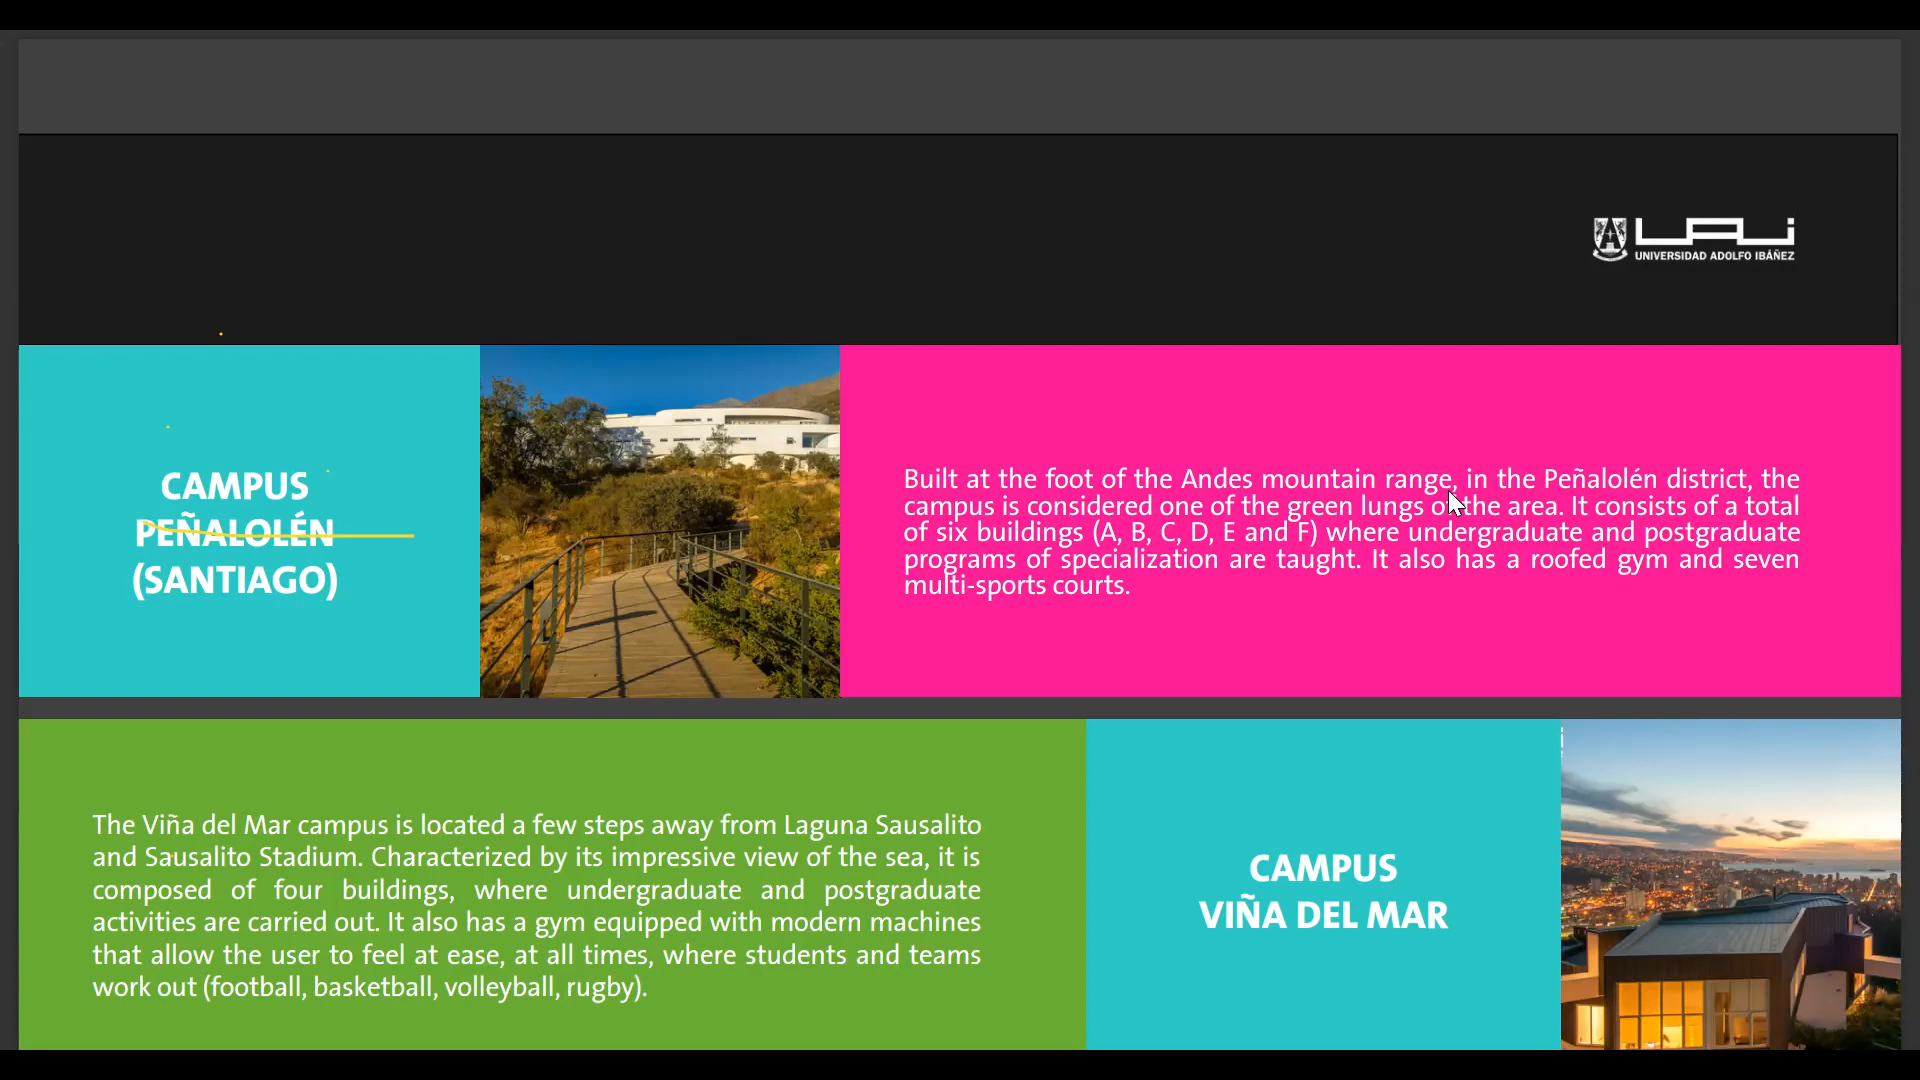 UAI
UNIVERSIDAD ADOLFO IBÁÑEZ
CAMPUS
PEÑALOLÉN
(SANTIAGO)
Built at the foot of the Andes mountain range, in the Peñalolén district, the
campus is considered one of the green lungs of the area. It consists of a total
of six buildings (A, B, C, D, E and F) where undergraduate and postgraduate
programs of specialization are taught. It also has a roofed gym and seven
multi-sports courts.
The Viña del Mar campus is located a few steps away from Laguna Sausalito
and Sausalito Stadium. Characterized by its impressive view of the sea, it is
composed of four buildings, where undergraduate and postgraduate
activities are carried out. It also has a gym equipped with modern machines
that allow the user to feel at ease, at all times, where students and teams
work out (football, basketball, volleyball, rugby).
CAMPUS
VIÑA DEL MAR